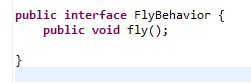 public interface FlyBehavior {
    public void fly();
}